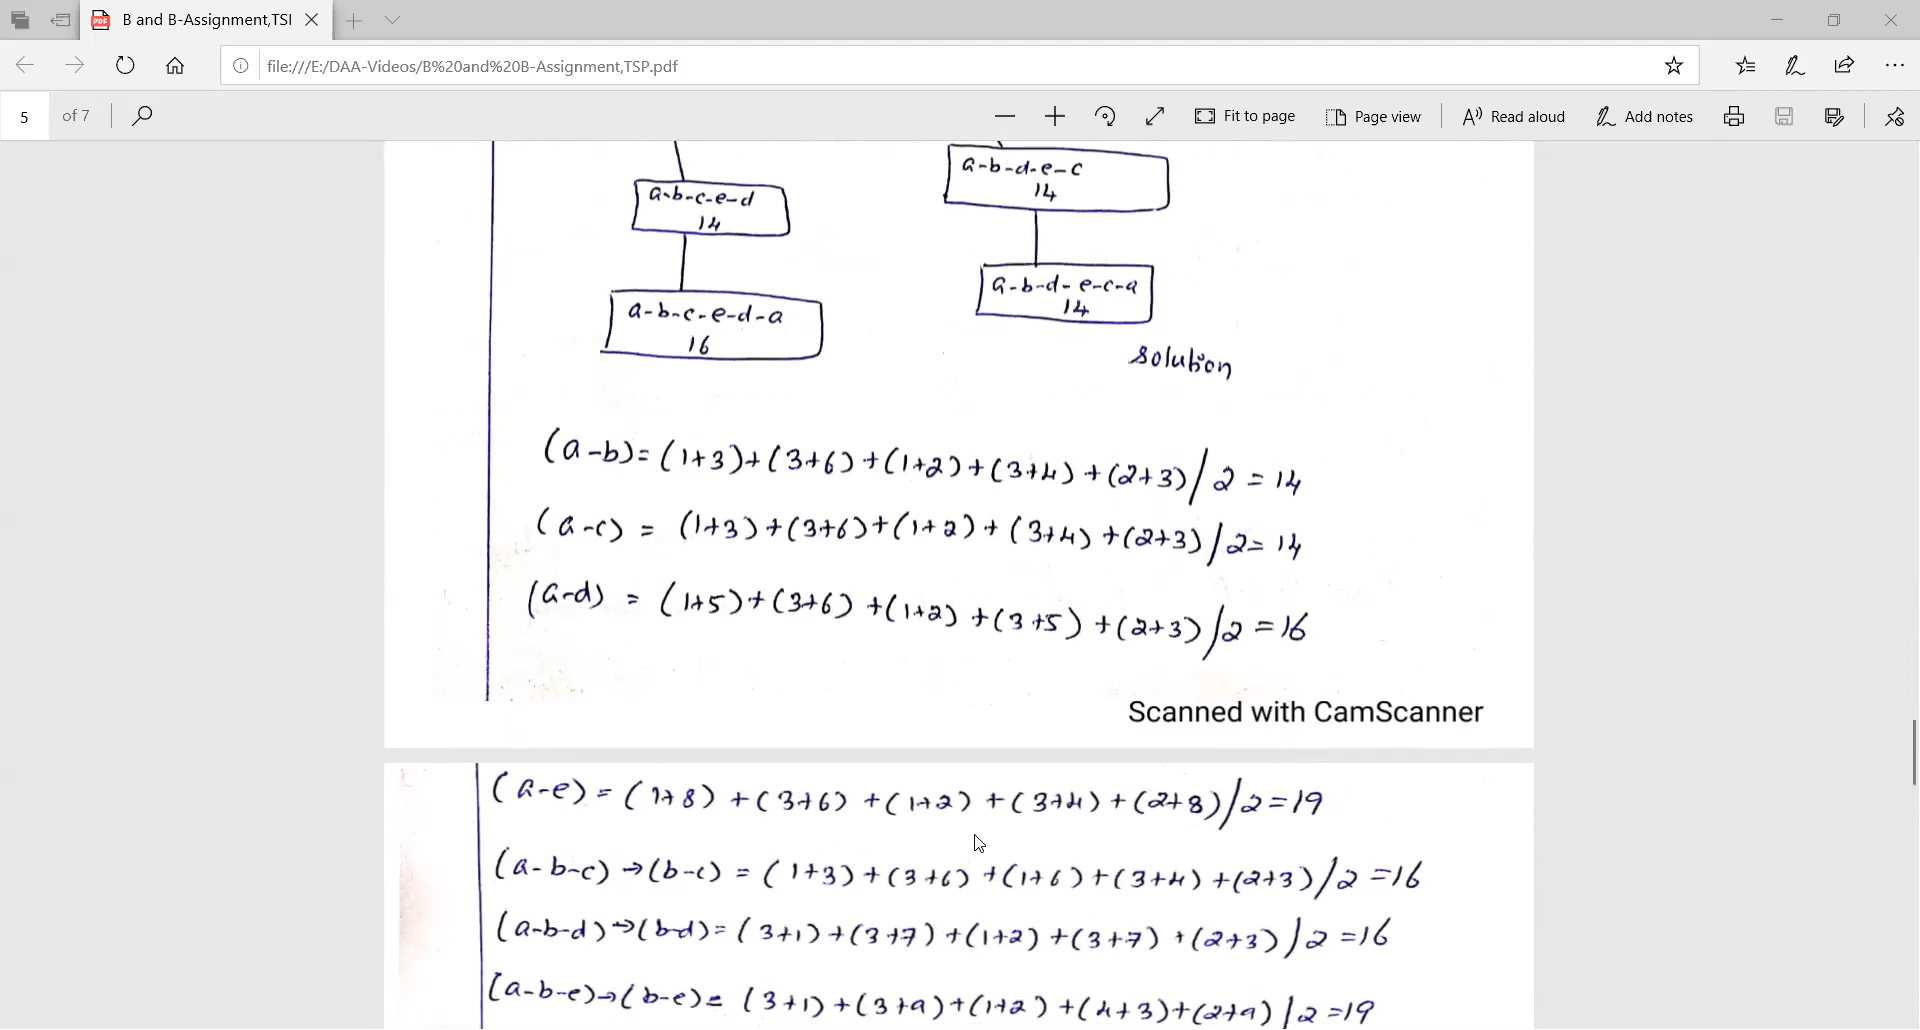 B and B-Assignment,TSI
file:///E:/DAA-Videos/B%20and%20B-Assignment,TSP.pdf
5 of 7
Fit to page
Page view
Read aloud
Add notes
a-b-d-e-c
14
a-b-c-e-d
14
a-b-d-e-c-a
14
a-b-c-e-d-a
16
solution
(a-b)= (1+3)+(3+6)+(1+2)+(3+4)+(2+3)/2 = 14
(a-c) = (1+3)+(3+6)+(1+2)+(3+4)+(2+3)/2= 14
(a-d) = (1+5)+(3+6)+(1+2)+(3+5)+(2+3)/2 = 16
Scanned with CamScanner
(a-e) = (1+8)+(3+6)+(1+2)+(3+4)+(2+8)/2=19
(a-b-c)→(b-c) = (1+3)+(3+6)+(1+6)+(3+4)+(2+3)/2 =16
(a-b-d)→(b-d)= (3+1)+(3+7)+(1+2)+(3+7)+(2+3)/2 =16
(a-b-e)→(b-e)= (3+1)+(3+9)+(1+2)+(4+3)+(2+9)/2 =19